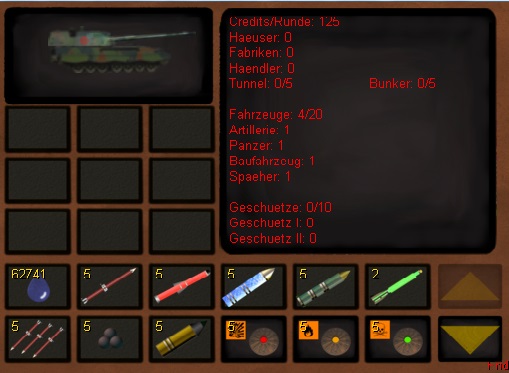 Credits/Runde: 125
Haeuser: 0
Fabriken: 0
Haendler: 0
Tunnel: 0/5 Bunker: 0/5
Fahrzeuge: 4/20
Artillerie: 1
Panzer: 1
Baufahrzeug: 1
Spaeher: 1
Geschuetze: 0/10
Geschuetz I: 0
Geschuetz II: 0
62741 5 5 5 5 2
5 5 5 5 5 5
Frid